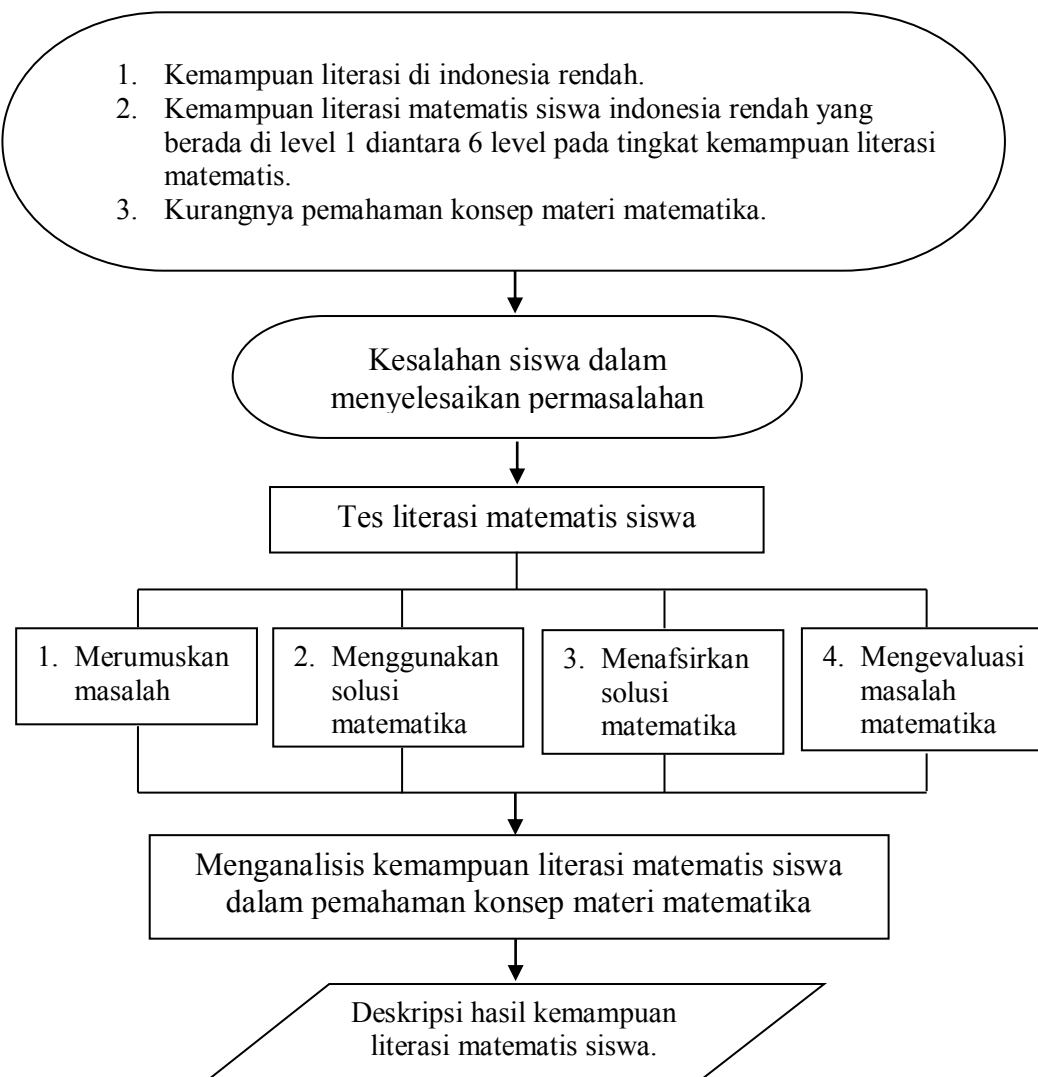 1. Kemampuan literasi di indonesia rendah.
2. Kemampuan literasi matematis siswa indonesia rendah yang
berada di level 1 diantara 6 level pada tingkat kemampuan literasi
matematis.
3. Kurangnya pemahaman konsep materi matematika.
Kesalahan siswa dalam
menyelesaikan permasalahan
Tes literasi matematis siswa
1. Merumuskan
masalah
2. Menggunakan
solusi
matematika
3. Menafsirkan
solusi
matematika
4. Mengevaluasi
masalah
matematika
Menganalisis kemampuan literasi matematis siswa
dalam pemahaman konsep materi matematika
Deskripsi hasil kemampuan
literasi matematis siswa.